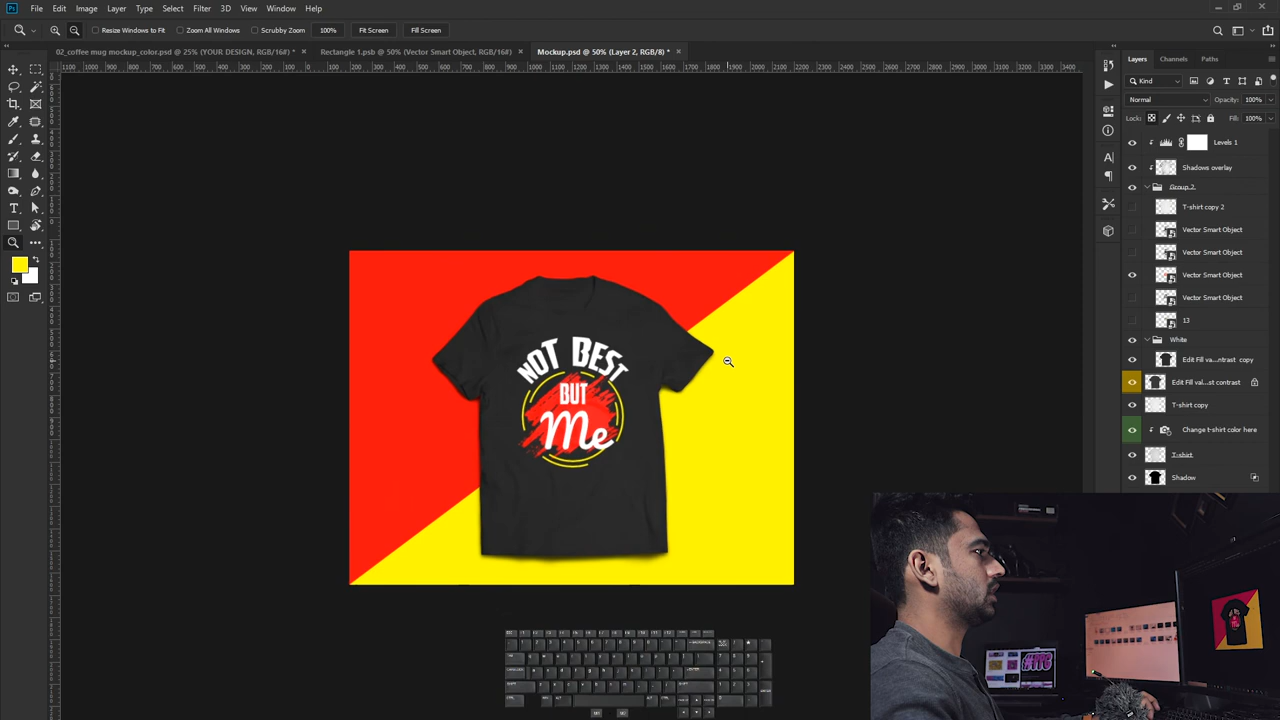 Ps File Edit Image Layer Type Select Filter 3D View Window Help
Resize Windows to Fit Zoom All Windows Scrubby Zoom 100% Fit Screen Fill Screen
02_coffee mug mockup_color.psd @ 25% (YOUR DESIGN, RGB/16#) * × Rectangle 1.psb @ 50% (Vector Smart Object, RGB/16#) × Mockup.psd @ 50% (Layer 2, RGB/8) * ×
Layers Channels Paths
Kind
Normal Opacity: 100%
Lock: Fill: 100%
Levels 1
Shadows overlay
Group 2
T-shirt copy 2
Vector Smart Object
Vector Smart Object
Vector Smart Object
Vector Smart Object
13
White
Edit Fill va...ntrast copy
Edit Fill val...st contrast
T-shirt copy
Change t-shirt color here
T-shirt
Shadow
NOT BEST
BUT
Me